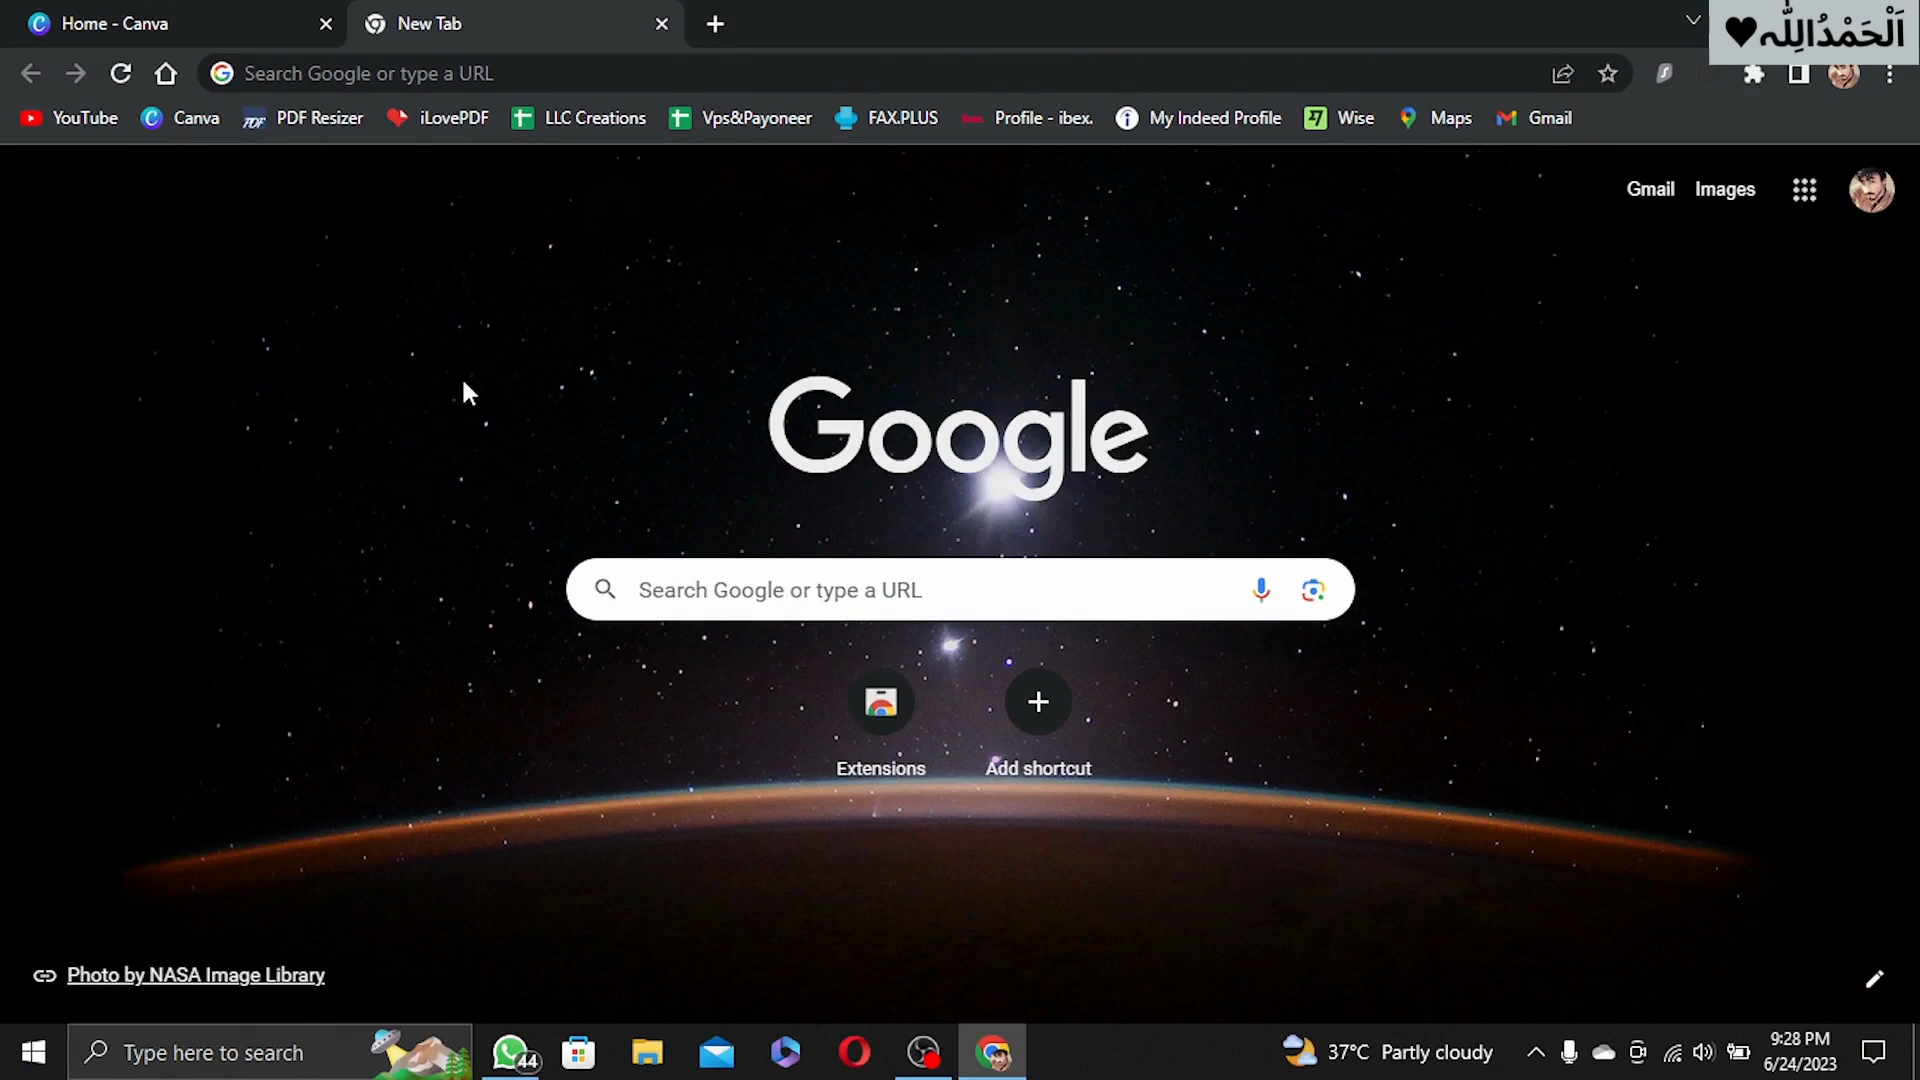 Home - Canva
New Tab
اَلْحَمْدُالِلّٰه♥
Search Google or type a URL
YouTube
Canva
PDF Resizer
iLovePDF
LLC Creations
Vps&Payoneer
FAX.PLUS
Profile - ibex.
My Indeed Profile
Wise
Maps
Gmail
Gmail
Images
Google
Search Google or type a URL
Extensions
Add shortcut
Photo by NASA Image Library
Type here to search
44
37°C Partly cloudy
9:28 PM
6/24/2023